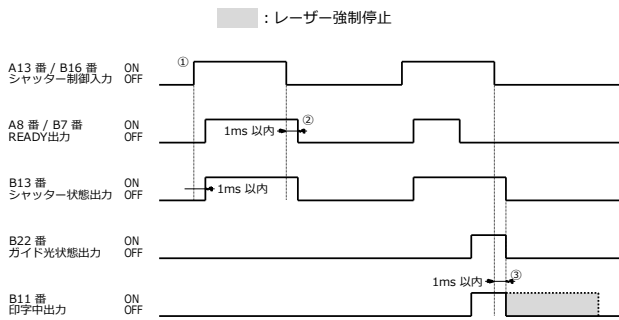 ：レーザー強制停止
A13 番 / B16 番 ON
シャッター制御入力 OFF
①
A8 番 / B7 番 ON
READY出力 OFF
1ms 以内
②
B13 番 ON
シャッター状態出力 OFF
1ms 以内
B22 番 ON
ガイド光状態出力 OFF
1ms 以内
③
B11 番 ON
印字中出力 OFF